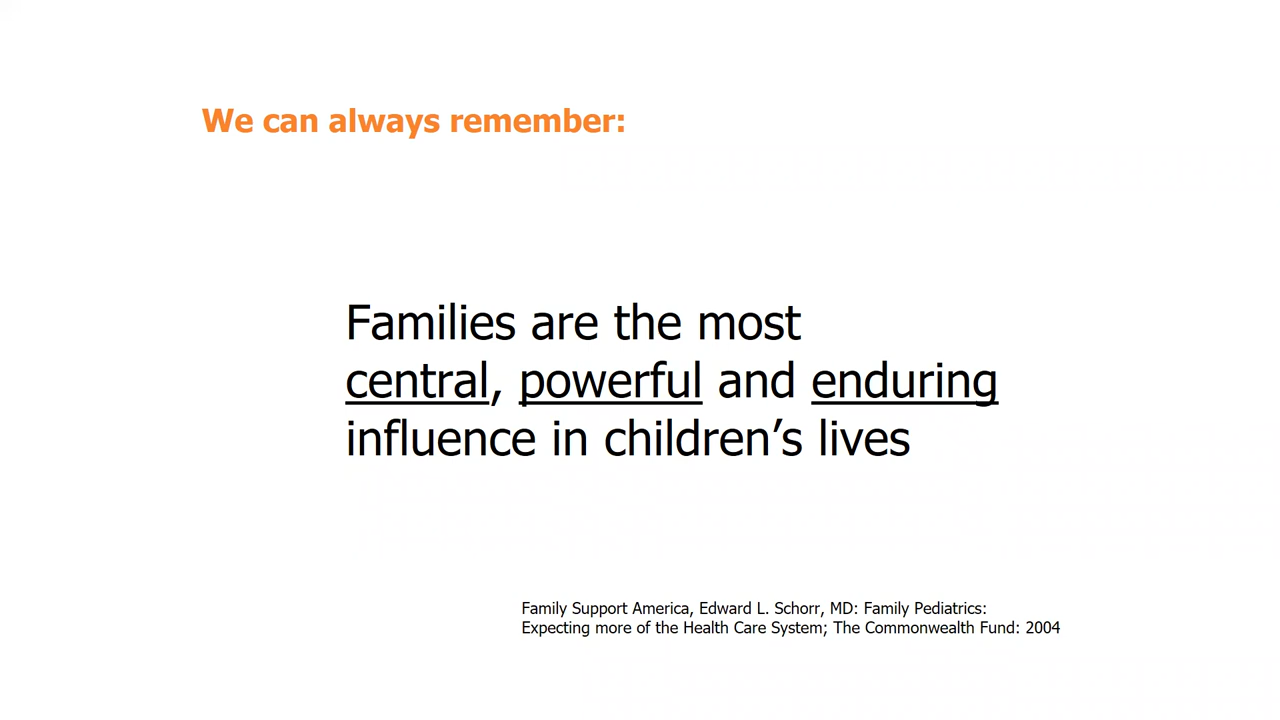 We can always remember:
Families are the most
central, powerful and enduring
influence in children’s lives
Family Support America, Edward L. Schorr, MD: Family Pediatrics:
Expecting more of the Health Care System; The Commonwealth Fund: 2004